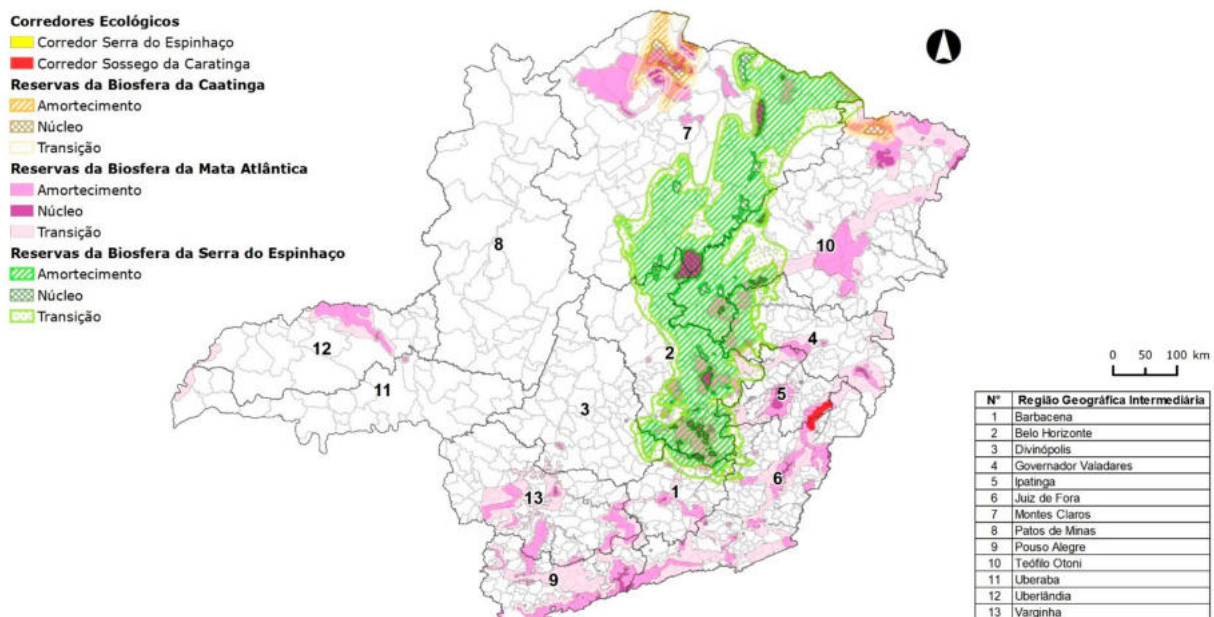 Corredores Ecológicos
Corredor Serra do Espinhaço
Corredor Sossego da Caratinga
Reservas da Biosfera da Caatinga
Amortecimento
Núcleo
Transição
Reservas da Biosfera da Mata Atlântica
Amortecimento
Núcleo
Transição
Reservas da Biosfera da Serra do Espinhaço
Amortecimento
Núcleo
Transição
7
8
10
12
11
2
4
3
5
13
1
6
9
0 50 100 km
N° Região Geográfica Intermediária
1 Barbacena
2 Belo Horizonte
3 Divinópolis
4 Governador Valadares
5 Ipatinga
6 Juiz de Fora
7 Montes Claros
8 Patos de Minas
9 Pouso Alegre
10 Teófilo Otoni
11 Uberaba
12 Uberlândia
13 Varginha